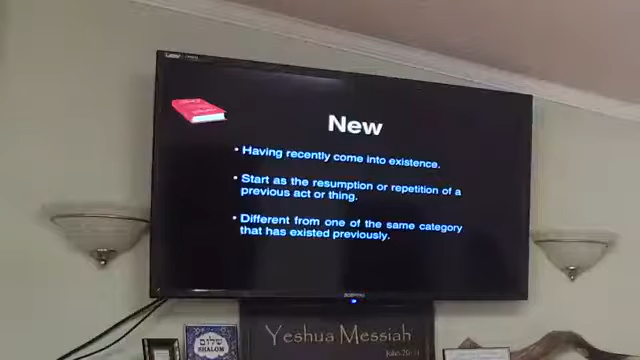 New
• Having recently come into existence.
• Start as the resumption or repetition of a
previous act or thing.
• Different from one of the same category
that has existed previously.
שלום
SHALOM
Yeshua Messiah